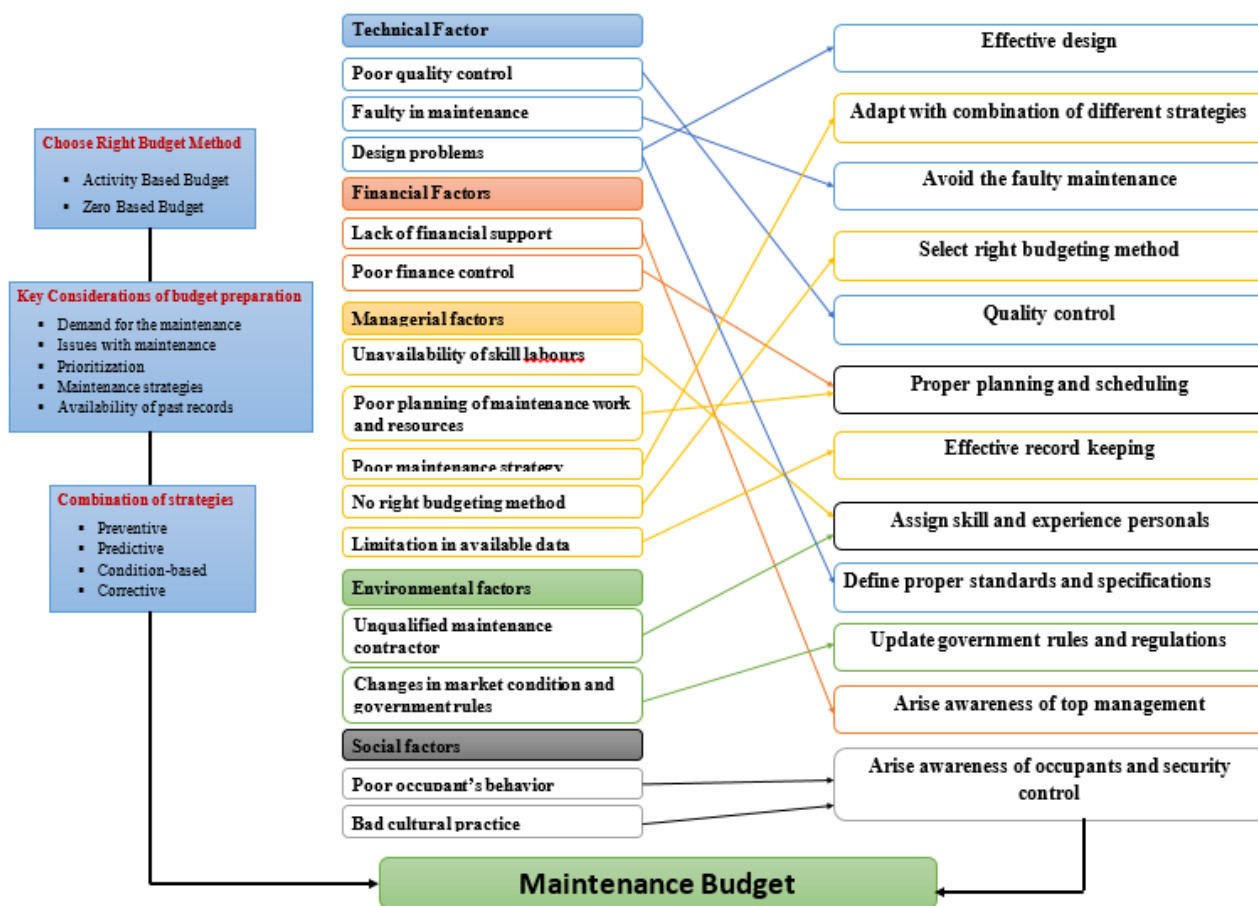 Choose Right Budget Method
Activity Based Budget
Zero Based Budget
Key Considerations of budget preparation
Demand for the maintenance
Issues with maintenance
Prioritization
Maintenance strategies
Availability of past records
Combination of strategies
Preventive
Predictive
Condition-based
Corrective
Technical Factor
Poor quality control
Faulty in maintenance
Design problems
Financial Factors
Lack of financial support
Poor finance control
Managerial factors
Unavailability of skill labours
Poor planning of maintenance work
and resources
Poor maintenance strategy
No right budgeting method
Limitation in available data
Environmental factors
Unqualified maintenance
contractor
Changes in market condition and
government rules
Social factors
Poor occupant's behavior
Bad cultural practice
Effective design
Adapt with combination of different strategies
Avoid the faulty maintenance
Select right budgeting method
Quality control
Proper planning and scheduling
Effective record keeping
Assign skill and experience personals
Define proper standards and specifications
Update government rules and regulations
Arise awareness of top management
Arise awareness of occupants and security
control
Maintenance Budget